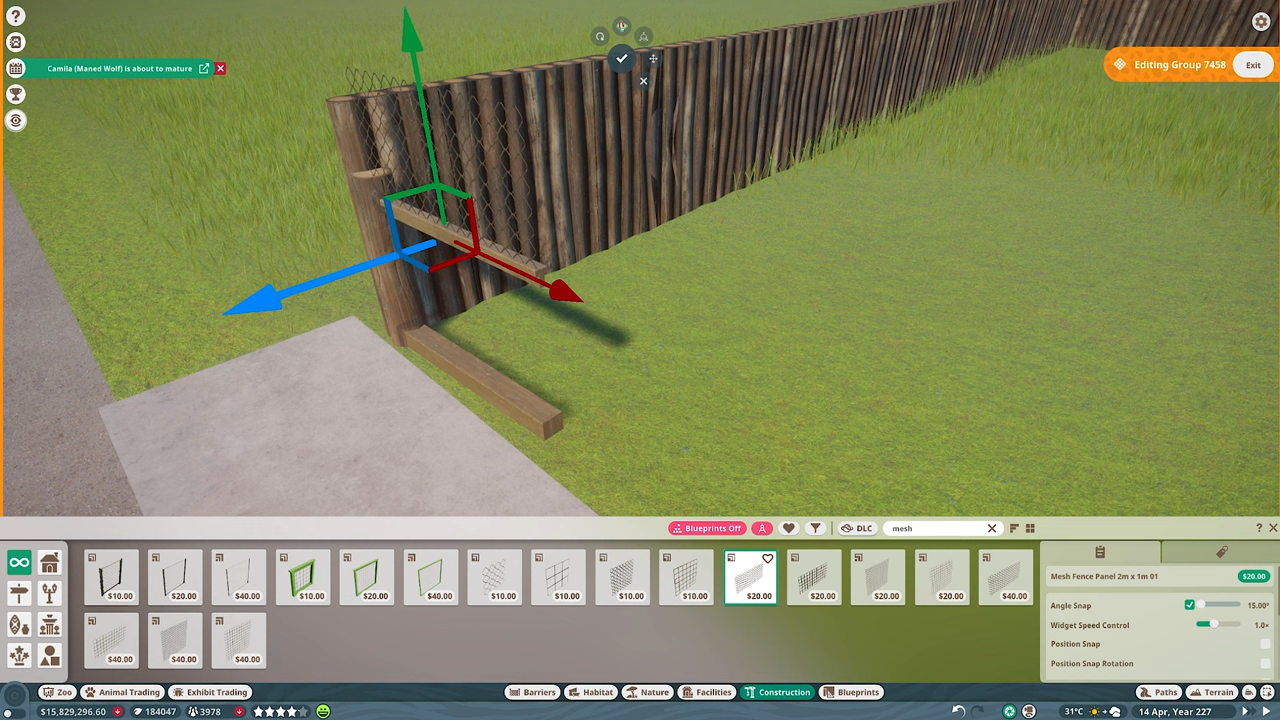 Camila (Maned Wolf) is about to mature
Editing Group 7458
Exit
Blueprints Off
DLC
mesh
?
$10.00
$20.00
$40.00
$10.00
$20.00
$40.00
$10.00
$10.00
$10.00
$10.00
$20.00
$20.00
$20.00
$20.00
$40.00
$40.00
$40.00
$40.00
Mesh Fence Panel 2m x 1m 01
$20.00
Angle Snap
15.00°
Widget Speed Control
1.0×
Position Snap
Position Snap Rotation
Zoo
Animal Trading
Exhibit Trading
Barriers
Habitat
Nature
Facilities
Construction
Blueprints
Paths
Terrain
$15,829,296.60
184047
3978
31°C
14 Apr, Year 227